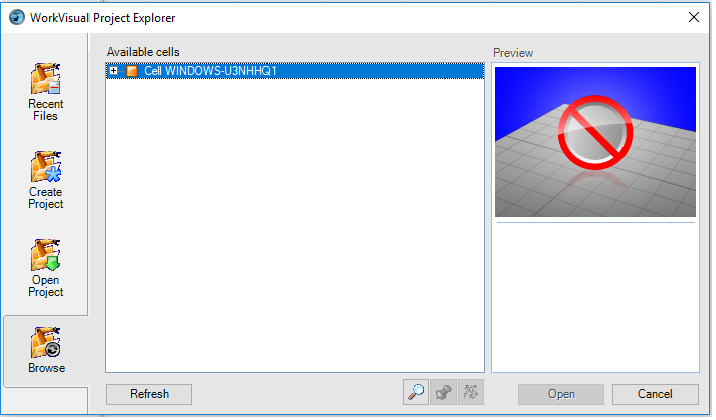 WorkVisual Project Explorer
Recent
Files
Create
Project
Open
Project
Browse
Available cells
Cell WINDOWS-U3NHHQ1
Preview
Refresh
Open
Cancel